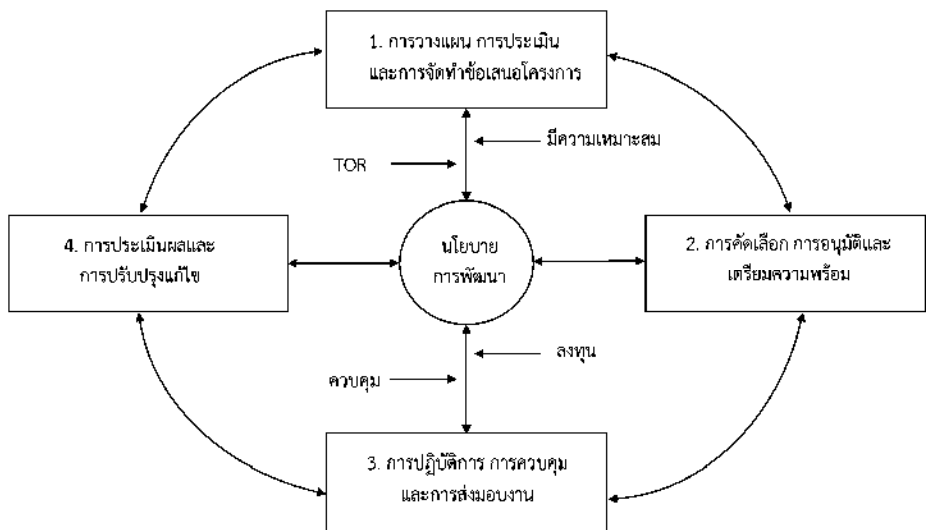 1. การวางแผน การประเมิน
และการจัดทำข้อเสนอโครงการ
มีความเหมาะสม
TOR
4. การประเมินผลและ
การปรับปรุงแก้ไข
นโยบาย
การพัฒนา
2. การคัดเลือก การอนุมัติและ
เตรียมความพร้อม
ลงทุน
ควบคุม
3. การปฏิบัติการ การควบคุม
และการส่งมอบงาน